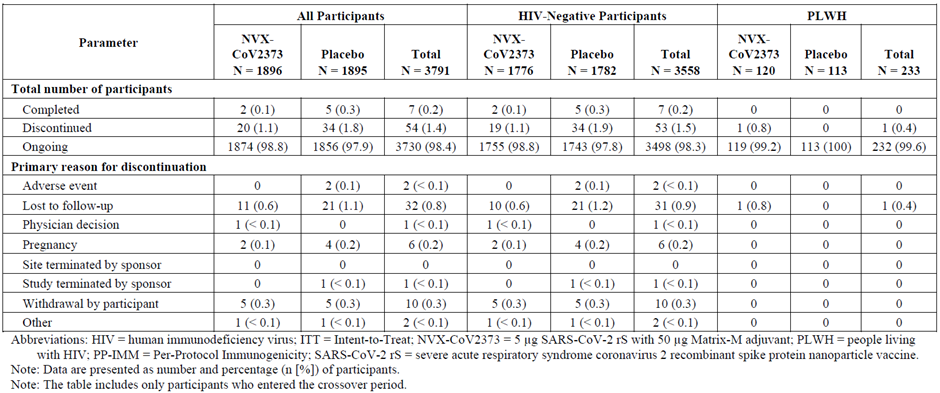 Parameter All Participants HIV-Negative Participants PLWH
NVX-CoV2373 N = 1896 Placebo N = 1895 Total N = 3791 NVX-CoV2373 N = 1776 Placebo N = 1782 Total N = 3558 NVX-CoV2373 N = 120 Placebo N = 113 Total N = 233
Total number of participants
Completed 2 (0.1) 5 (0.3) 7 (0.2) 2 (0.1) 5 (0.3) 7 (0.2) 0 0 0
Discontinued 20 (1.1) 34 (1.8) 54 (1.4) 19 (1.1) 34 (1.9) 53 (1.5) 1 (0.8) 0 1 (0.4)
Ongoing 1874 (98.8) 1856 (97.9) 3730 (98.4) 1755 (98.8) 1743 (97.8) 3498 (98.3) 119 (99.2) 113 (100) 232 (99.6)
Primary reason for discontinuation
Adverse event 0 2 (0.1) 2 (< 0.1) 0 2 (0.1) 2 (< 0.1) 0 0 0
Lost to follow-up 11 (0.6) 21 (1.1) 32 (0.8) 10 (0.6) 21 (1.2) 31 (0.9) 1 (0.8) 0 1 (0.4)
Physician decision 1 (< 0.1) 0 1 (< 0.1) 1 (< 0.1) 0 1 (< 0.1) 0 0 0
Pregnancy 2 (0.1) 4 (0.2) 6 (0.2) 2 (0.1) 4 (0.2) 6 (0.2) 0 0 0
Site terminated by sponsor 0 0 0 0 0 0 0 0 0
Study terminated by sponsor 0 1 (< 0.1) 1 (< 0.1) 0 1 (< 0.1) 1 (< 0.1) 0 0 0
Withdrawal by participant 5 (0.3) 5 (0.3) 10 (0.3) 5 (0.3) 5 (0.3) 10 (0.3) 0 0 0
Other 1 (< 0.1) 1 (< 0.1) 2 (< 0.1) 1 (< 0.1) 1 (< 0.1) 2 (< 0.1) 0 0 0
Abbreviations: HIV = human immunodeficiency virus; ITT = Intent-to-Treat; NVX-CoV2373 = 5 µg SARS-CoV-2 rS with 50 µg Matrix-M adjuvant; PLWH = people living
with HIV; PP-IMM = Per-Protocol Immunogenicity; SARS-CoV-2 rS = severe acute respiratory syndrome coronavirus 2 recombinant spike protein nanoparticle vaccine.
Note: Data are presented as number and percentage (n [%]) of participants.
Note: The table includes only participants who entered the crossover period.